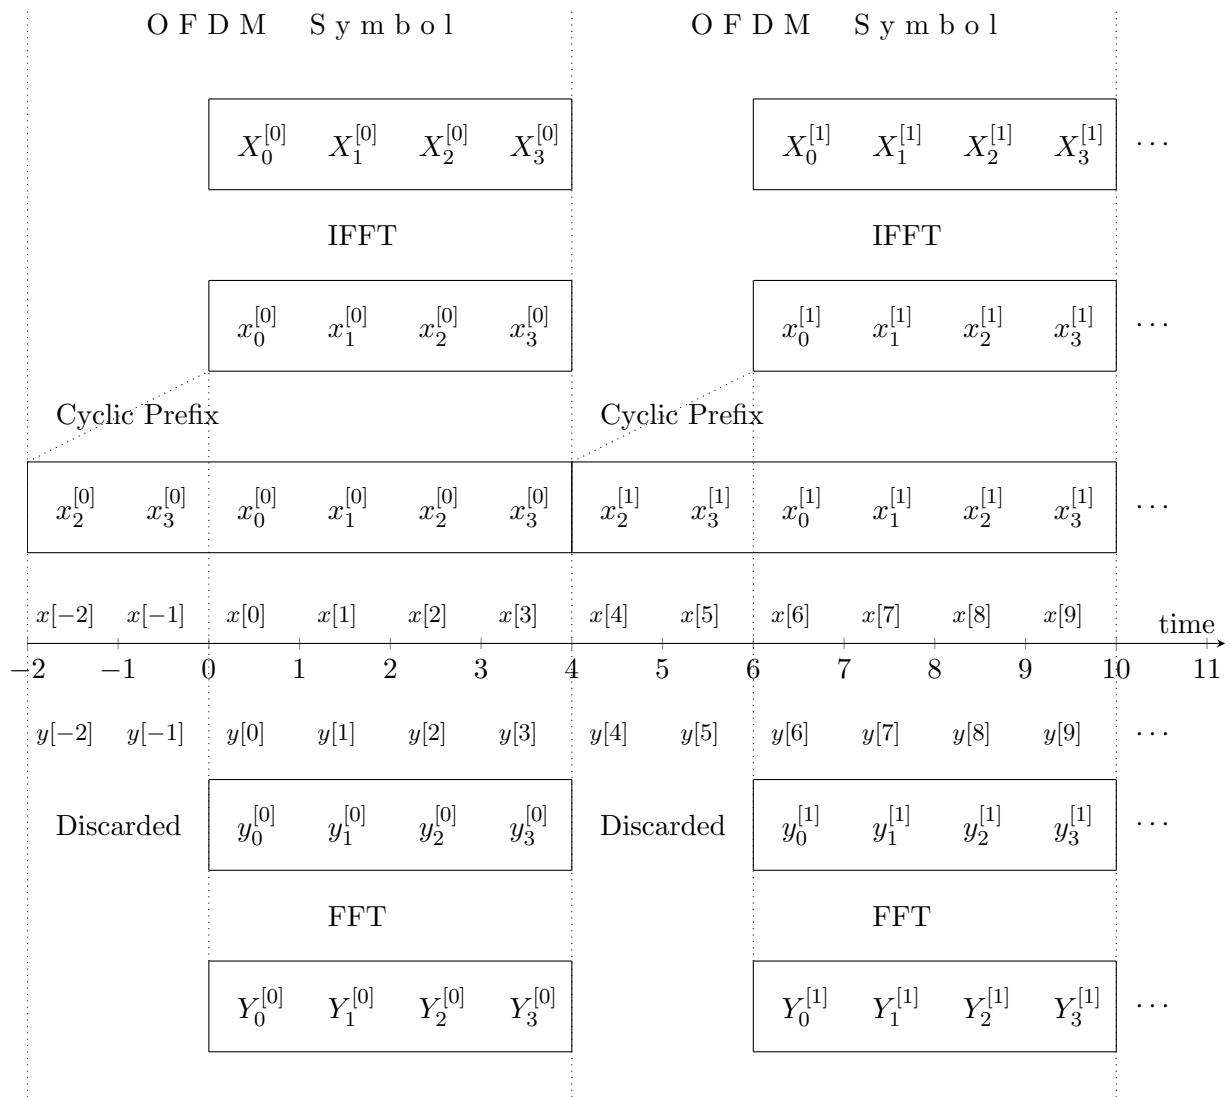 O F D M   S y m b o l   O F D M   S y m b o l
X_0^{[0]} X_1^{[0]} X_2^{[0]} X_3^{[0]} X_0^{[1]} X_1^{[1]} X_2^{[1]} X_3^{[1]} ⋯
IFFT IFFT
x_0^{[0]} x_1^{[0]} x_2^{[0]} x_3^{[0]} x_0^{[1]} x_1^{[1]} x_2^{[1]} x_3^{[1]} ⋯
Cyclic Prefix Cyclic Prefix
x_2^{[0]} x_3^{[0]} x_0^{[0]} x_1^{[0]} x_2^{[0]} x_3^{[0]} x_2^{[1]} x_3^{[1]} x_0^{[1]} x_1^{[1]} x_2^{[1]} x_3^{[1]} ⋯
x[−2] x[−1] x[0] x[1] x[2] x[3] x[4] x[5] x[6] x[7] x[8] x[9] time
−2 −1 0 1 2 3 4 5 6 7 8 9 10 11
y[−2] y[−1] y[0] y[1] y[2] y[3] y[4] y[5] y[6] y[7] y[8] y[9] ⋯
Discarded y_0^{[0]} y_1^{[0]} y_2^{[0]} y_3^{[0]} Discarded y_0^{[1]} y_1^{[1]} y_2^{[1]} y_3^{[1]} ⋯
FFT FFT
Y_0^{[0]} Y_1^{[0]} Y_2^{[0]} Y_3^{[0]} Y_0^{[1]} Y_1^{[1]} Y_2^{[1]} Y_3^{[1]} ⋯